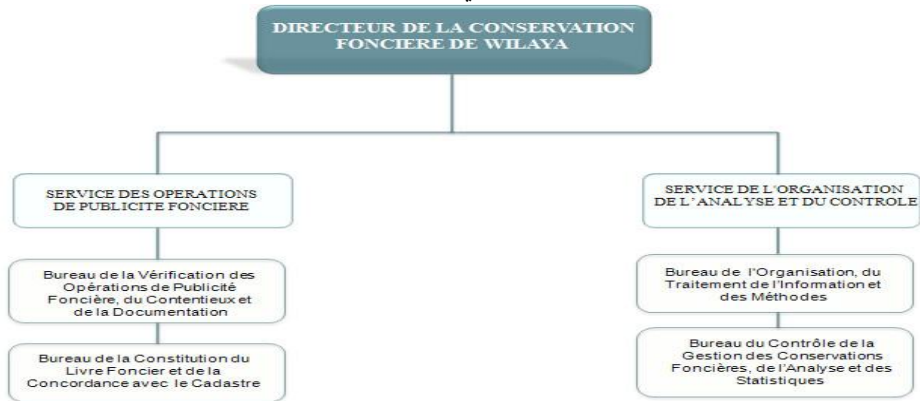 DIRECTEUR DE LA CONSERVATION
FONCIERE DE WILAYA
SERVICE DES OPERATIONS
DE PUBLICITE FONCIERE
Bureau de la Vérification des
Opérations de Publicité
Foncière, du Contentieux et
de la Documentation
Bureau de la Constitution du
Livre Foncier et de la
Concordance avec le Cadastre
SERVICE DE L'ORGANISATION
DE L'ANALYSE ET DU CONTROLE
Bureau de l'Organisation, du
Traitement de l'Information et
des Méthodes
Bureau du Contrôle de la
Gestion des Conservations
Foncières, de l'Analyse et des
Statistiques